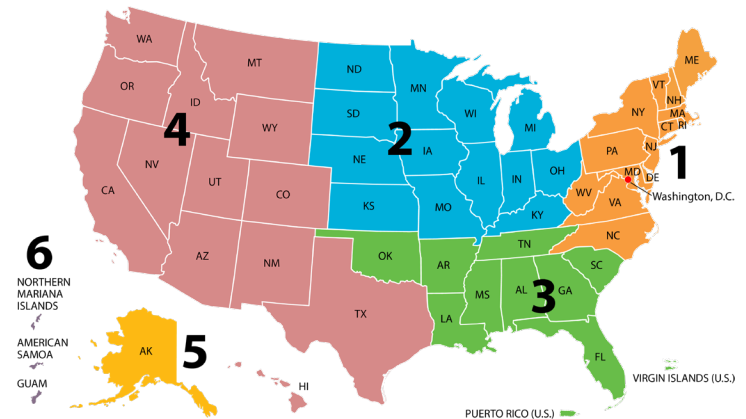 WA
MT
ND
MN
ME
VT
NH
OR
ID
SD
WI
MI
NY
MA
CT RI
4
2
WY
IA
PA
NJ
1
NV
NE
OH
MD
DE
UT
CO
IL
IN
WV
Washington, D.C.
CA
KS
MO
KY
VA
NC
TN
AZ
NM
OK
AR
SC
6
NORTHERN
MARIANA
ISLANDS
MS
AL
3
GA
TX
LA
AMERICAN
SAMOA
AK
5
FL
GUAM
HI
VIRGIN ISLANDS (U.S.)
PUERTO RICO (U.S.)